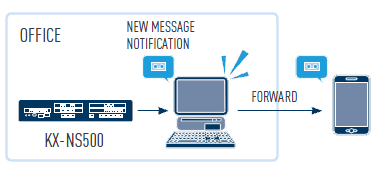 OFFICE
NEW MESSAGE
NOTIFICATION
FORWARD
KX-NS500